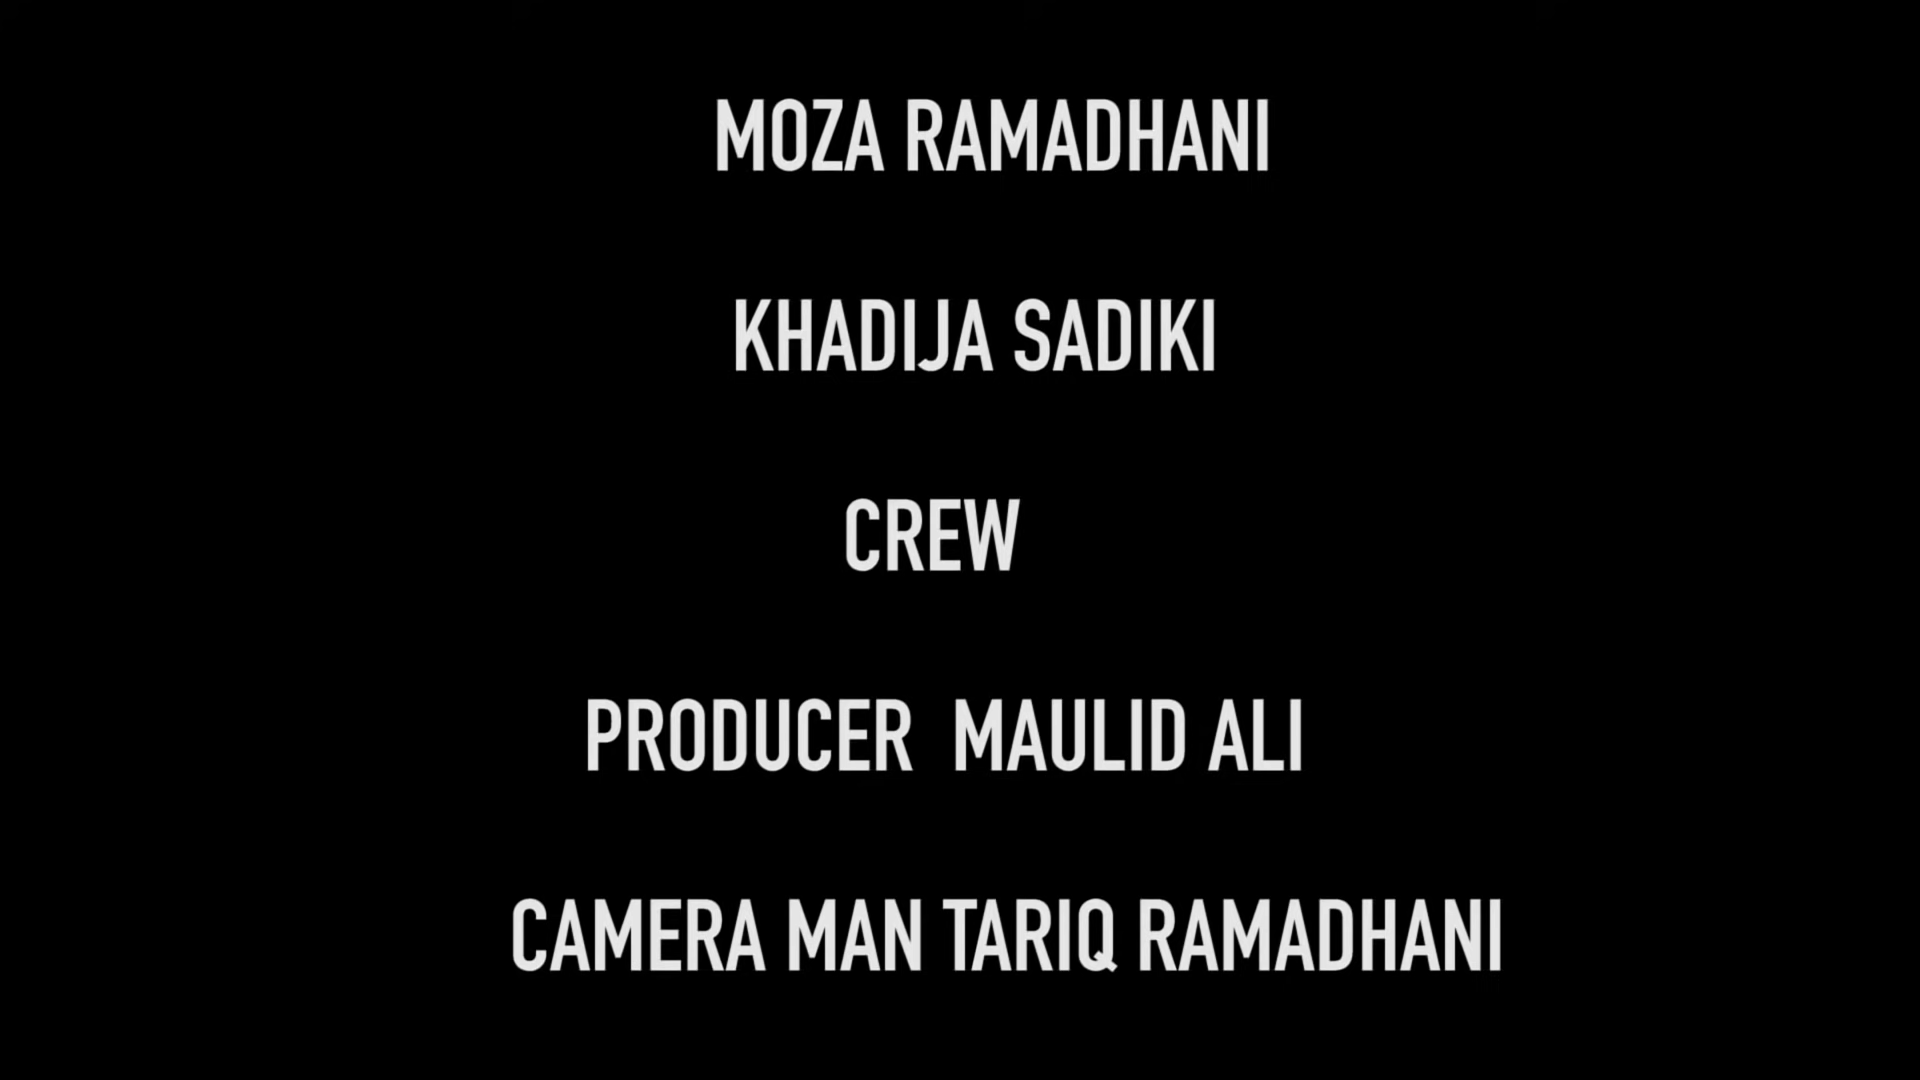 MOZA RAMADHANI
KHADIJA SADIKI
CREW
PRODUCER  MAULID ALI
CAMERA MAN TARIQ RAMADHANI